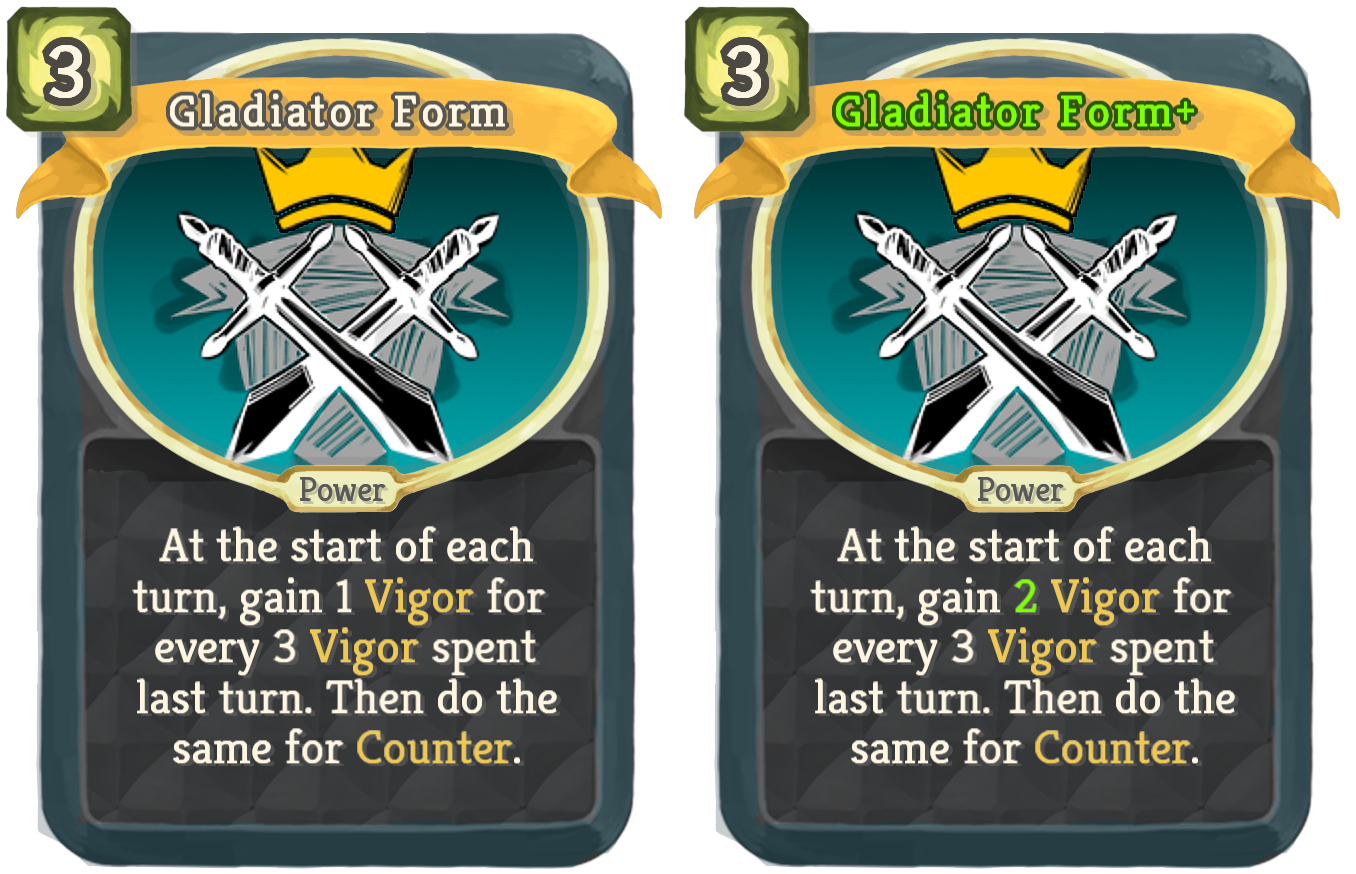 3
Gladiator Form
Power
At the start of each
turn, gain 1 Vigor for
every 3 Vigor spent
last turn. Then do the
same for Counter.
3
Gladiator Form+
Power
At the start of each
turn, gain 2 Vigor for
every 3 Vigor spent
last turn. Then do the
same for Counter.